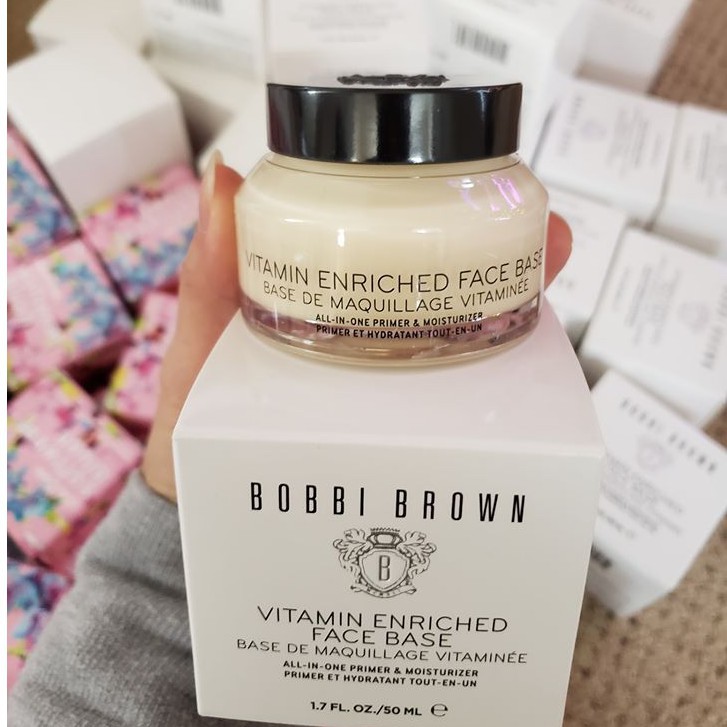 VITAMIN ENRICHED FACE BASE
BASE DE MAQUILLAGE VITAMINÉE
ALL-IN-ONE PRIMER & MOISTURIZER
PRIMER ET HYDRATANT TOUT-EN-UN
BOBBI BROWN
B
VITAMIN ENRICHED
FACE BASE
BASE DE MAQUILLAGE VITAMINÉE
ALL-IN-ONE PRIMER & MOISTURIZER
PRIMER ET HYDRATANT TOUT-EN-UN
1.7 FL. OZ./50 ML ℮
BOBBI BROWN